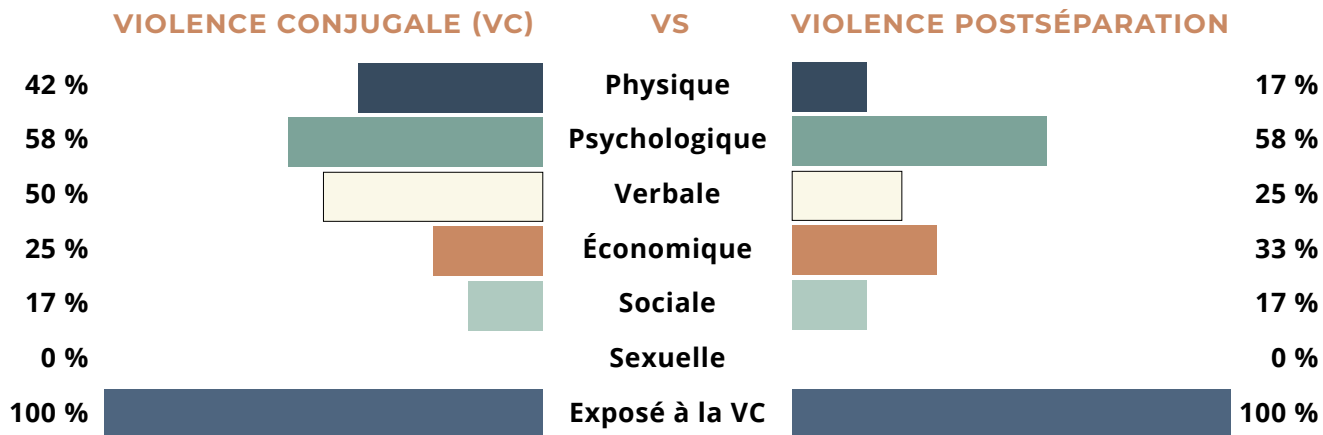 VIOLENCE CONJUGALE (VC) VS VIOLENCE POSTSÉPARATION
42 % Physique 17 %
58 % Psychologique 58 %
50 % Verbale 25 %
25 % Économique 33 %
17 % Sociale 17 %
0 % Sexuelle 0 %
100 % Exposé à la VC 100 %